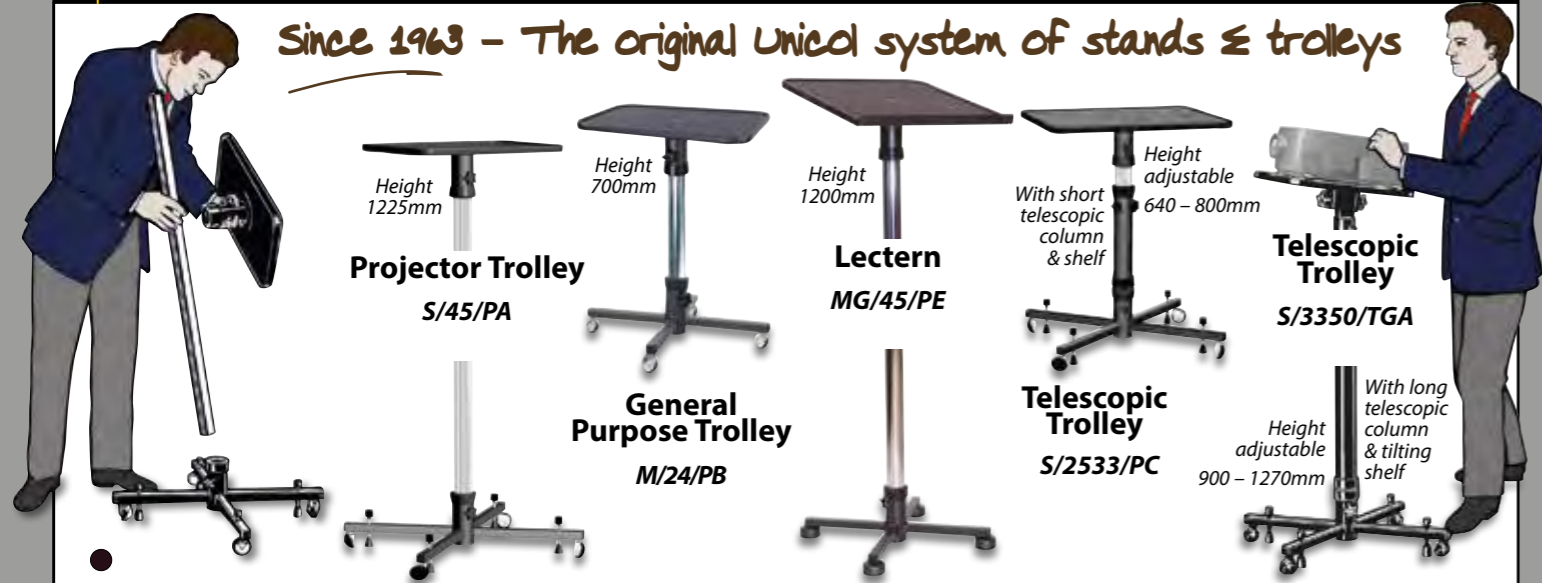 Since 1963 – The original Unicol system of stands & trolleys
Height
1225mm
Projector Trolley
S/45/PA
Height
700mm
General
Purpose Trolley
M/24/PB
Height
1200mm
Lectern
MG/45/PE
With short
telescopic
column
& shelf
Height
adjustable
640 – 800mm
Telescopic
Trolley
S/2533/PC
Telescopic
Trolley
S/3350/TGA
Height
adjustable
900 – 1270mm
With long
telescopic
column
& tilting
shelf